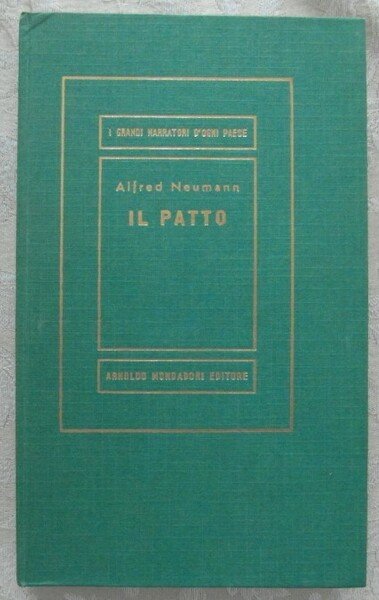 I GRANDI NARRATORI D'OGNI PAESE
Alfred Neumann
IL PATTO
ARNOLDO MONDADORI EDITORE